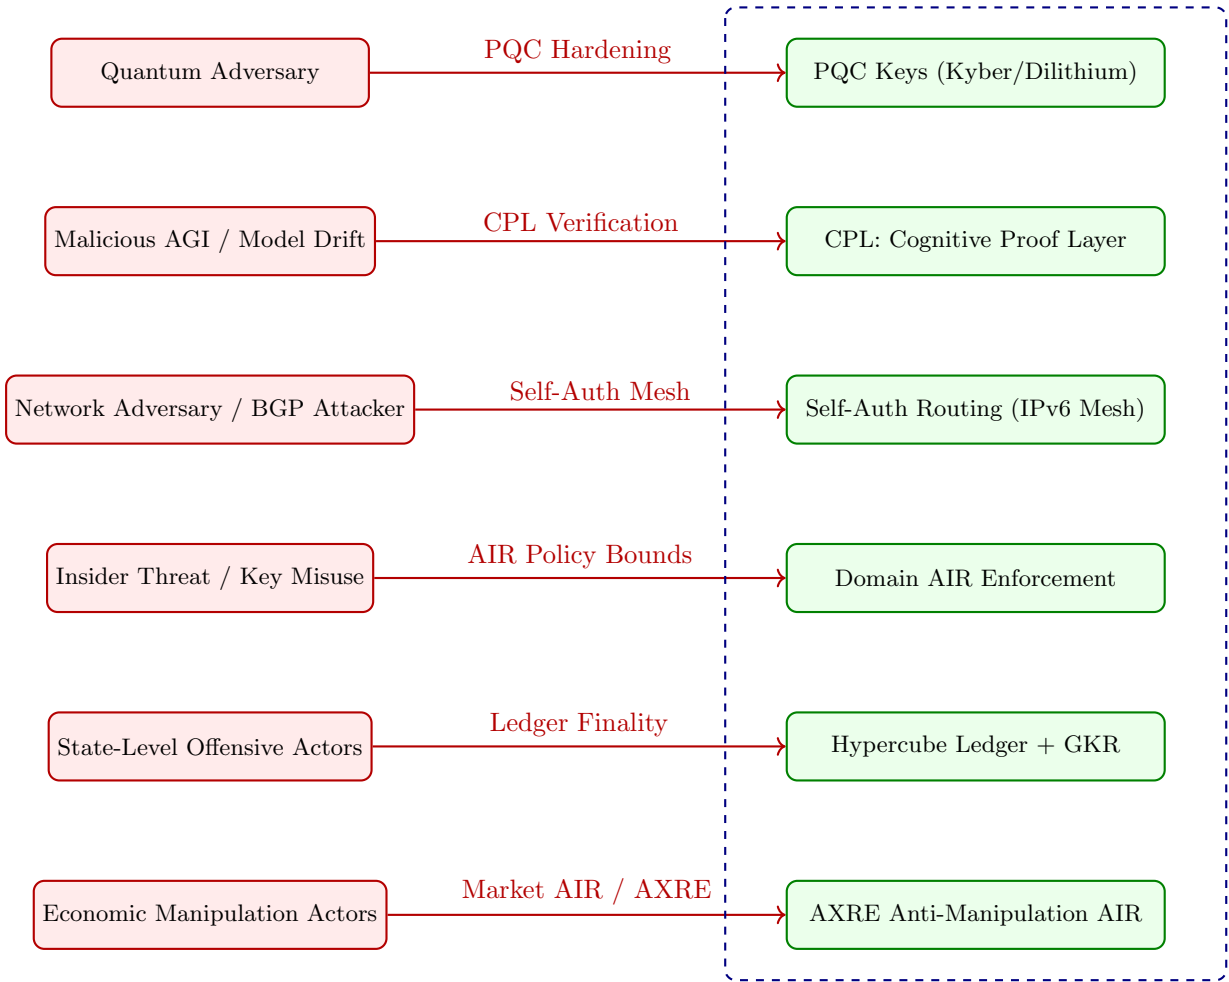 Quantum Adversary
PQC Hardening
PQC Keys (Kyber/Dilithium)
Malicious AGI / Model Drift
CPL Verification
CPL: Cognitive Proof Layer
Network Adversary / BGP Attacker
Self-Auth Mesh
Self-Auth Routing (IPv6 Mesh)
Insider Threat / Key Misuse
AIR Policy Bounds
Domain AIR Enforcement
State-Level Offensive Actors
Ledger Finality
Hypercube Ledger + GKR
Economic Manipulation Actors
Market AIR / AXRE
AXRE Anti-Manipulation AIR